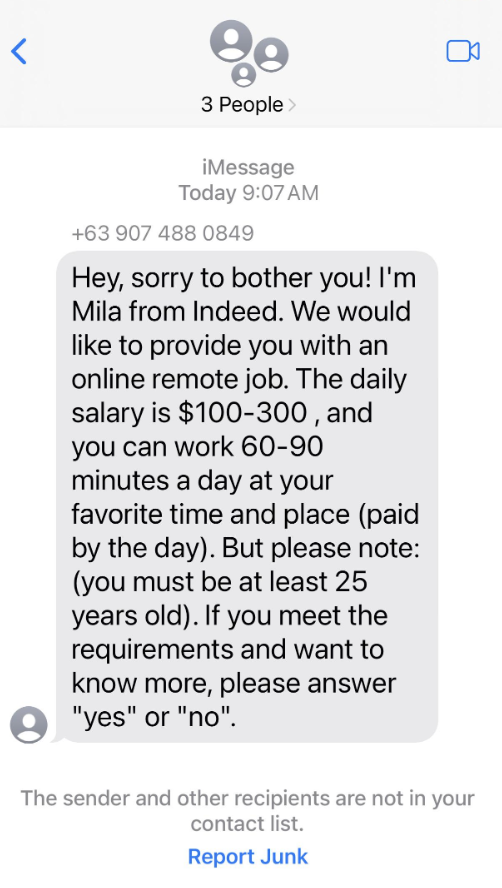 3 People >
iMessage
Today 9:07 AM
+63 907 488 0849
Hey, sorry to bother you! I'm
Mila from Indeed. We would
like to provide you with an
online remote job. The daily
salary is $100-300 , and
you can work 60-90
minutes a day at your
favorite time and place (paid
by the day). But please note:
(you must be at least 25
years old). If you meet the
requirements and want to
know more, please answer
"yes" or "no".
The sender and other recipients are not in your
contact list.
Report Junk